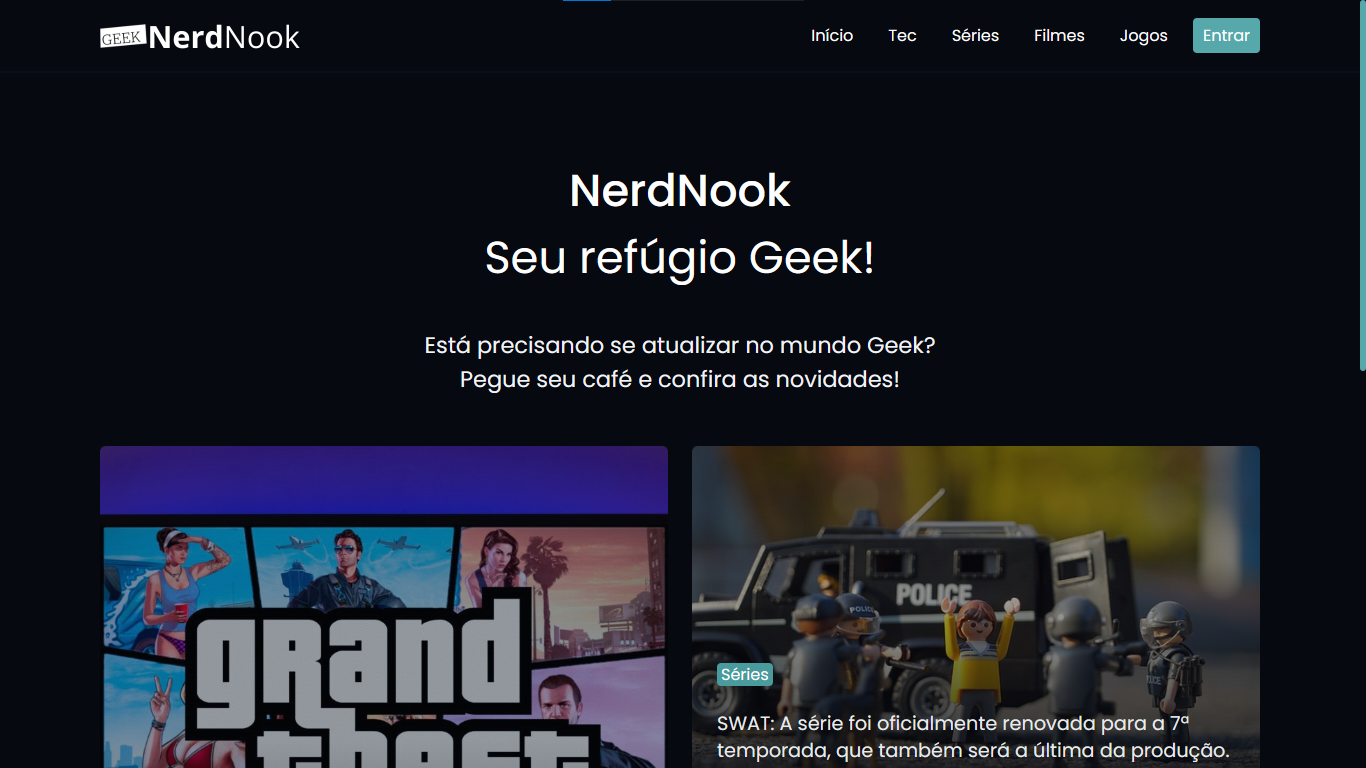 GEEK NerdNook
Início Tec Séries Filmes Jogos Entrar
NerdNook
Seu refúgio Geek!
Está precisando se atualizar no mundo Geek?
Pegue seu café e confira as novidades!
grand
theft
POLICE
POLICE
POLICE
Séries
SWAT: A série foi oficialmente renovada para a 7ª
temporada, que também será a última da produção.